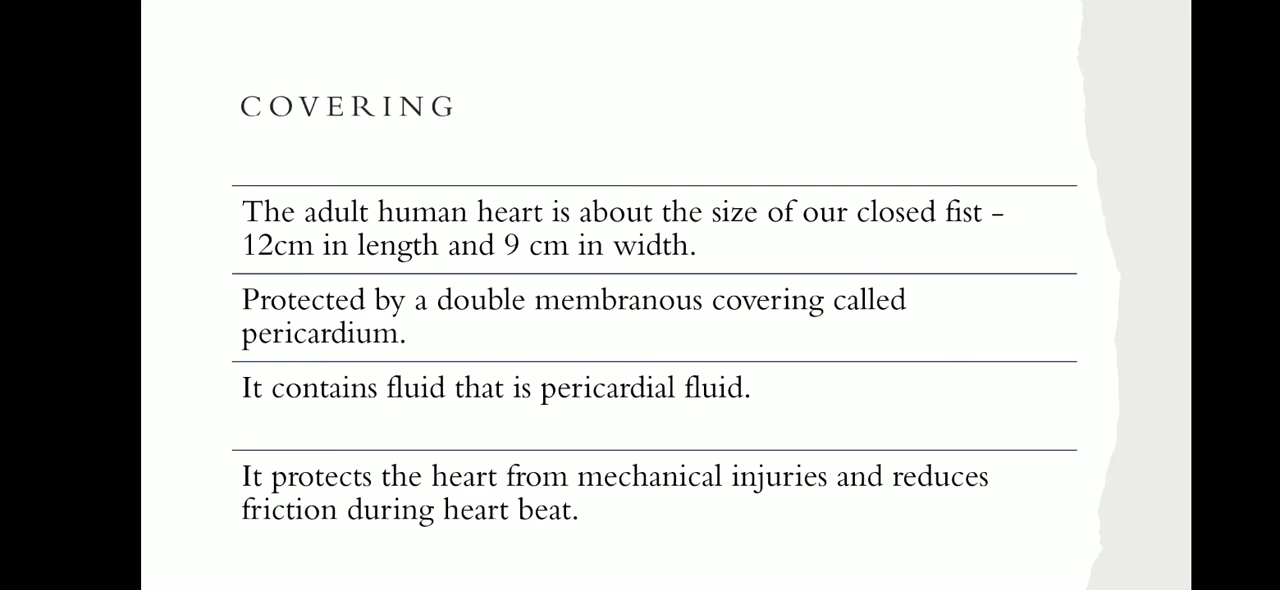 COVERING
The adult human heart is about the size of our closed fist –
12cm in length and 9 cm in width.
Protected by a double membranous covering called
pericardium.
It contains fluid that is pericardial fluid.
It protects the heart from mechanical injuries and reduces
friction during heart beat.